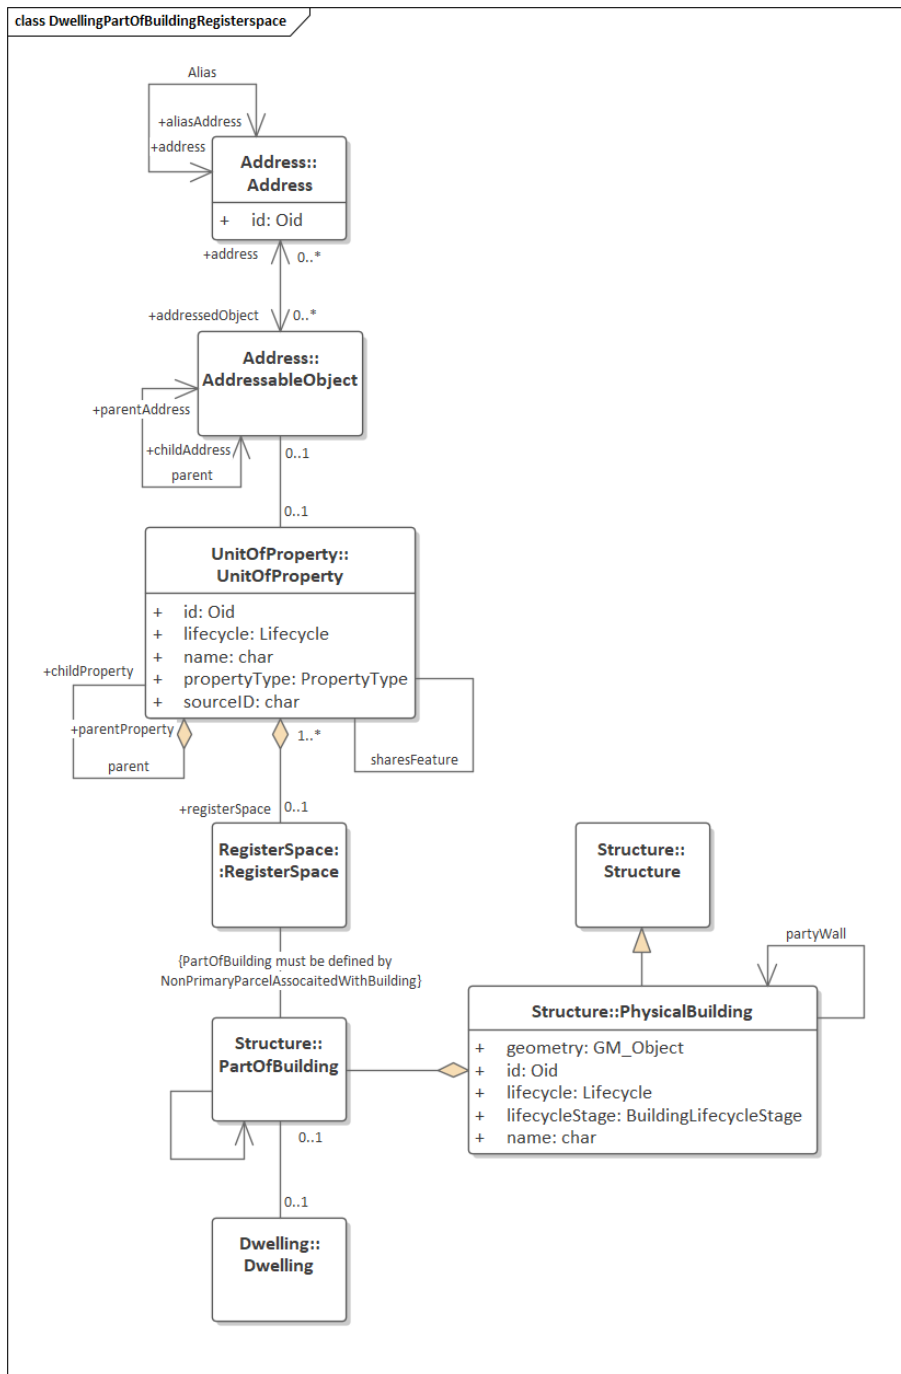 class DwellingPartOfBuildingRegisterspace
Alias
+aliasAddress
+address
Address::
Address
+ id: Oid
+address
0..*
+addressedObject
0..*
Address::
AddressableObject
+parentAddress
+childAddress
parent
0..1
0..1
UnitOfProperty::
UnitOfProperty
+ id: Oid
+ lifecycle: Lifecycle
+ name: char
+ propertyType: PropertyType
+ sourceID: char
+childProperty
+parentProperty
parent
1..*
sharesFeature
+registerSpace
0..1
RegisterSpace:
:RegisterSpace
Structure::
Structure
{PartOfBuilding must be defined by
NonPrimaryParcelAssocaitedWithBuilding}
partyWall
Structure::PhysicalBuilding
+ geometry: GM_Object
+ id: Oid
+ lifecycle: Lifecycle
+ lifecycleStage: BuildingLifecycleStage
+ name: char
Structure::
PartOfBuilding
0..1
0..1
Dwelling::
Dwelling